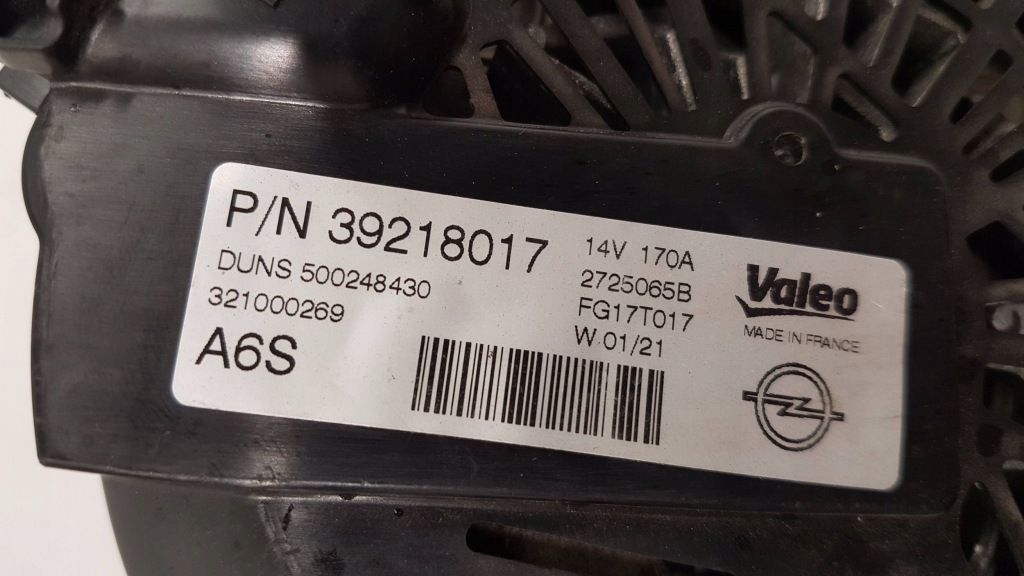 P/N 39218017
DUNS 500248430
321000269
A6S
14V 170A
2725065B
FG17T017
W 01/21
Valeo
MADE IN FRANCE